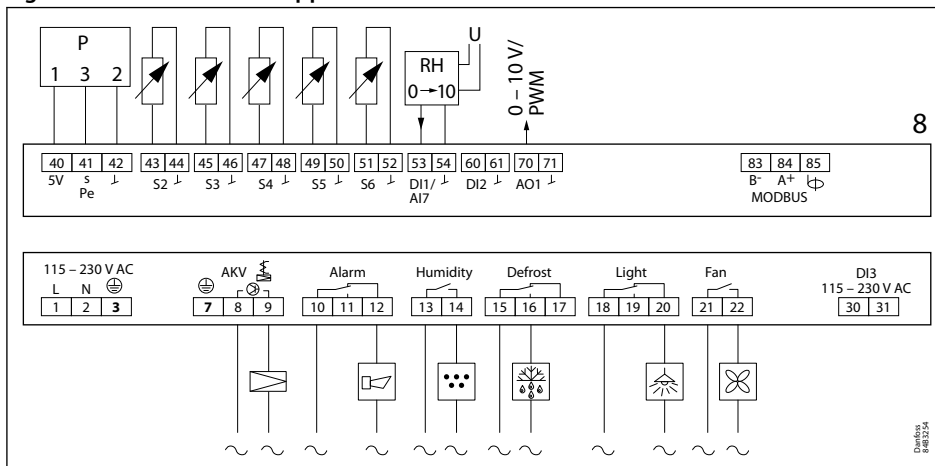 P
1 3 2
U
RH
0→10
0 – 10 V/
PWM
8
40 41 42 43 44 45 46 47 48 49 50 51 52 53 54 60 61 70 71 83 84 85
5V s S2 S3 S4 S5 S6 DI1/ DI2 AO1 B- A+
Pe AI7 MODBUS
115 – 230 V AC AKV Alarm Humidity Defrost Light Fan DI3
L N 115 – 230 V AC
1 2 3 7 8 9 10 11 12 13 14 15 16 17 18 19 20 21 22 30 31
Danfoss
84B3254